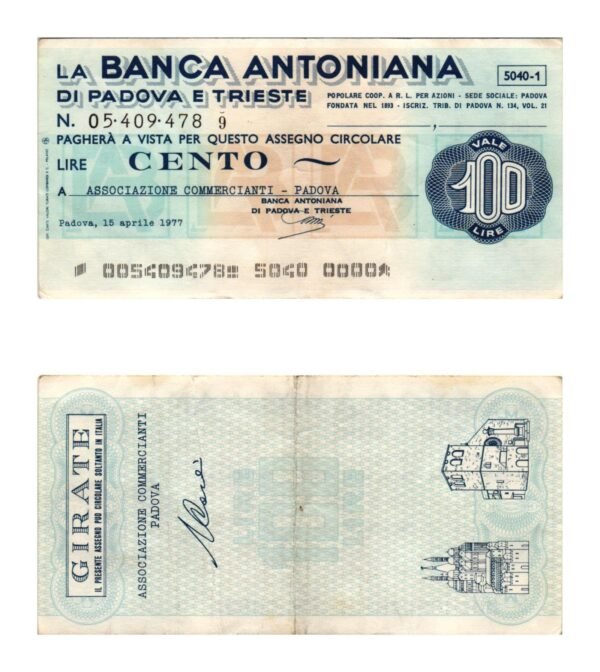 LA BANCA ANTONIANA
DI PADOVA E TRIESTE
5040-1
POPOLARE COOP. A R. L. PER AZIONI - SEDE SOCIALE: PADOVA
FONDATA NEL 1893 - ISCRIZ. TRIB. DI PADOVA N. 134, VOL. 21
N. 05·409·478 9
PAGHERÀ A VISTA PER QUESTO ASSEGNO CIRCOLARE
LIRE CENTO
A ASSOCIAZIONE COMMERCIANTI - PADOVA
BANCA ANTONIANA
DI PADOVA E TRIESTE
Padova, 15 aprile 1977
VALE
100
LIRE
005409478 5040 0000
GIRATE
IL PRESENTE ASSEGNO PUÒ CIRCOLARE SOLTANTO IN ITALIA
ASSOCIAZIONE COMMERCIANTI
PADOVA